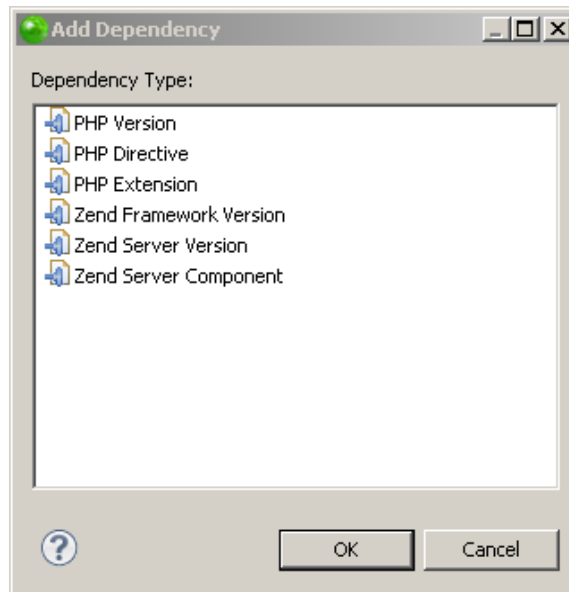 Add Dependency
Dependency Type:
PHP Version
PHP Directive
PHP Extension
Zend Framework Version
Zend Server Version
Zend Server Component
OK Cancel